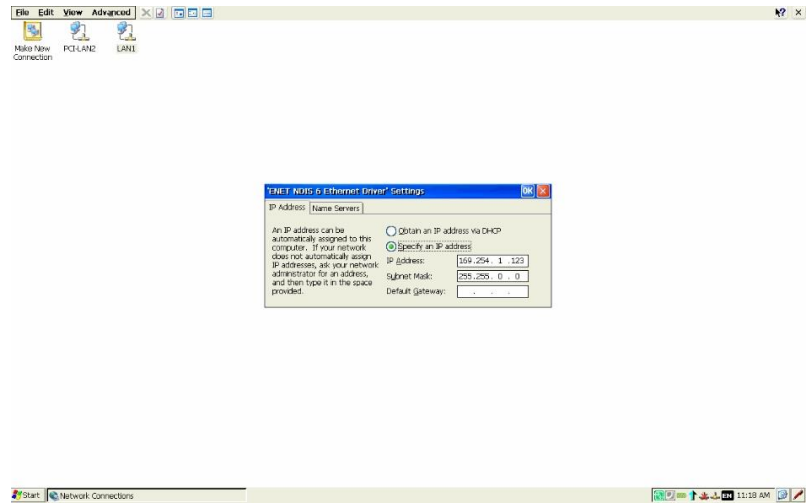 File Edit View Advanced
Make New Connection
PCI-LAN2
LAN1
'ENET NDIS 6 Ethernet Driver' Settings OK
IP Address Name Servers
An IP address can be
automatically assigned to this
computer. If your network
does not automatically assign
IP addresses, ask your network
adminstrator for an address,
and then type it in the space
provided.
Obtain an IP address via DHCP
Specify an IP address
IP Address: 169.254. 1 .123
Subnet Mask: 255.255. 0 . 0
Default Gateway: . . .
Start Network Connections EN 11:18 AM